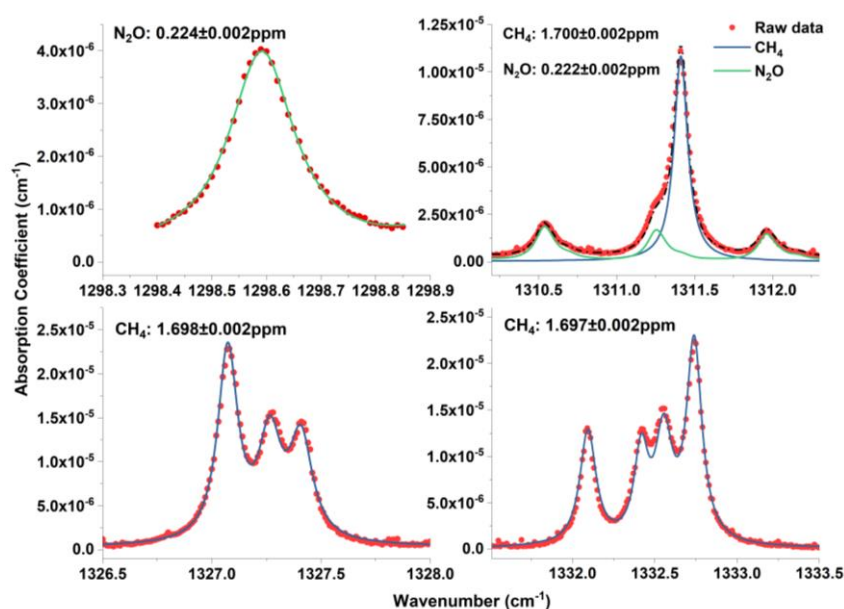 N₂O: 0.224±0.002ppm
4.0x10⁻⁶
3.0x10⁻⁶
2.0x10⁻⁶
1.0x10⁻⁶
0.0
1298.3 1298.4 1298.5 1298.6 1298.7 1298.8 1298.9
CH₄: 1.700±0.002ppm
N₂O: 0.222±0.002ppm
Raw data
CH₄
N₂O
1.00x10⁻⁵
7.50x10⁻⁶
5.00x10⁻⁶
2.50x10⁻⁶
0.0
1310.5 1311.0 1311.5 1312.0
Absorption Coefficient (cm⁻¹)
CH₄: 1.698±0.002ppm
2.5x10⁻⁵
2.0x10⁻⁵
1.5x10⁻⁵
1.0x10⁻⁵
5.0x10⁻⁶
0.0
1326.5 1327.0 1327.5 1328.0
CH₄: 1.697±0.002ppm
2.5x10⁻⁵
2.0x10⁻⁵
1.5x10⁻⁵
1.0x10⁻⁵
5.0x10⁻⁶
0.0
1332.0 1332.5 1333.0 1333.5
Wavenumber (cm⁻¹)